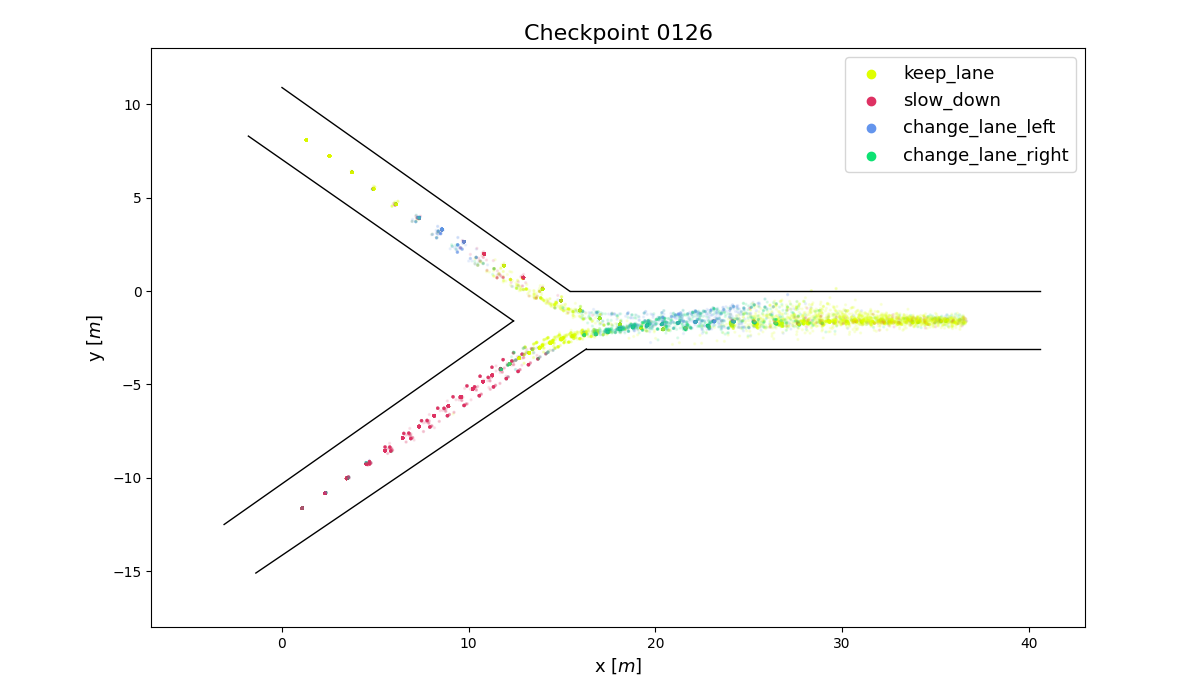 Checkpoint 0126
keep_lane
slow_down
change_lane_left
change_lane_right
10
5
0
−5
−10
−15
y [m]
0
10
20
30
40
x [m]